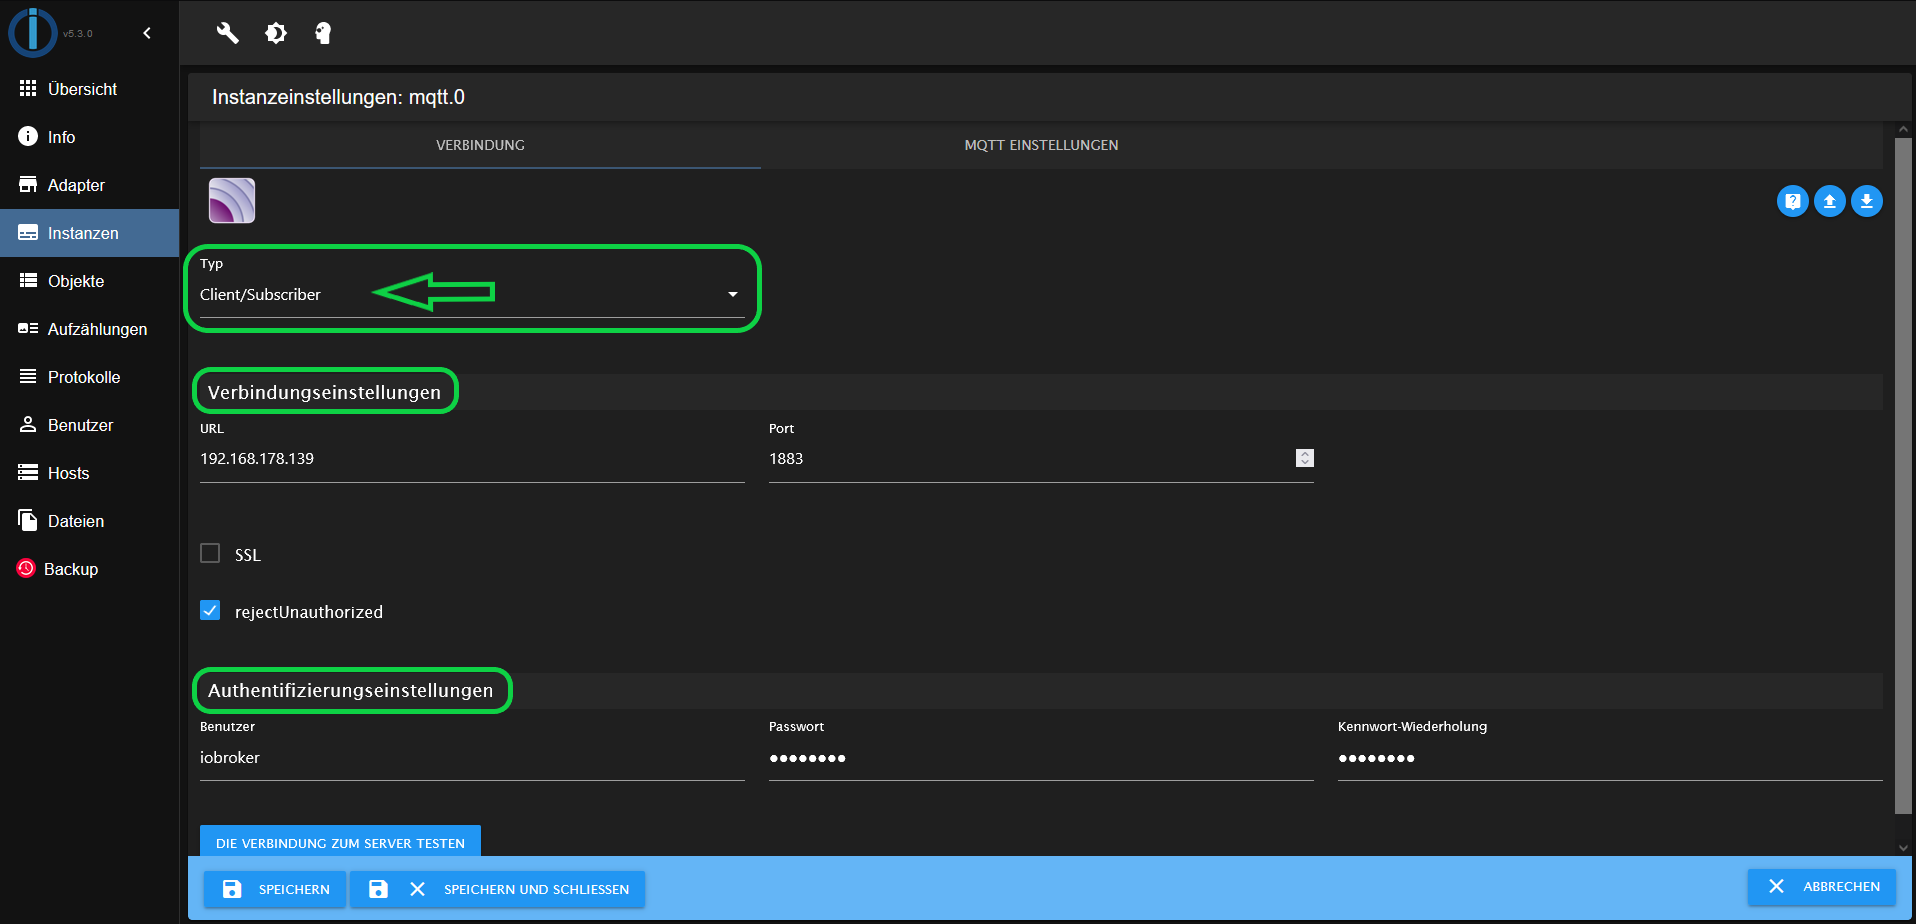 v5.3.0
Übersicht
Info
Adapter
Instanzen
Objekte
Aufzählungen
Protokolle
Benutzer
Hosts
Dateien
Backup
Instanzeinstellungen: mqtt.0
VERBINDUNG
MQTT EINSTELLUNGEN
Typ
Client/Subscriber
Verbindungseinstellungen
URL
Port
192.168.178.139
1883
SSL
rejectUnauthorized
Authentifizierungseinstellungen
Benutzer
Passwort
Kennwort-Wiederholung
iobroker
••••••••
••••••••
DIE VERBINDUNG ZUM SERVER TESTEN
SPEICHERN
SPEICHERN UND SCHLIESSEN
ABBRECHEN